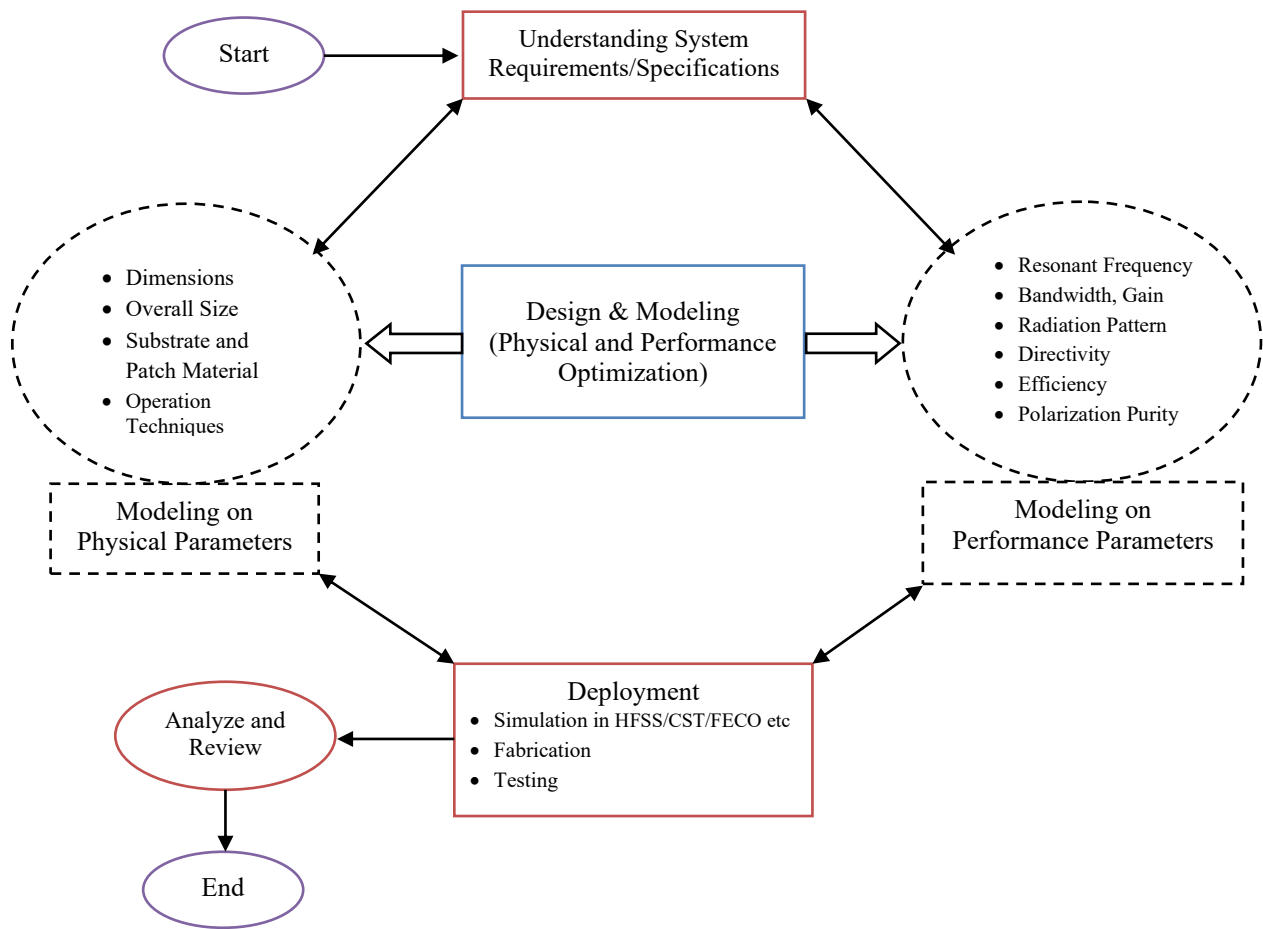 Start
Understanding System
Requirements/Specifications
• Dimensions
• Overall Size
• Substrate and
Patch Material
• Operation
Techniques
Design & Modeling
(Physical and Performance
Optimization)
• Resonant Frequency
• Bandwidth, Gain
• Radiation Pattern
• Directivity
• Efficiency
• Polarization Purity
Modeling on
Physical Parameters
Modeling on
Performance Parameters
Deployment
• Simulation in HFSS/CST/FECO etc
• Fabrication
• Testing
Analyze and
Review
End